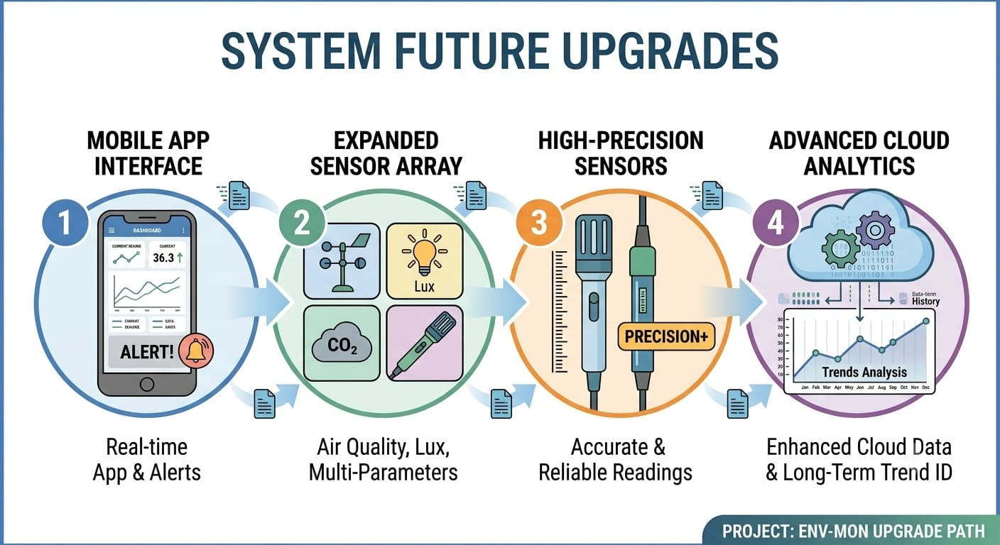 SYSTEM FUTURE UPGRADES
MOBILE APP
INTERFACE
1
DASHBOARD
36.3
ALERT!
Real-time
App & Alerts
EXPANDED
SENSOR ARRAY
2
Lux
CO₂
Air Quality, Lux,
Multi-Parameters
HIGH-PRECISION
SENSORS
3
PRECISION+
Accurate &
Reliable Readings
ADVANCED CLOUD
ANALYTICS
4
History
Trends Analysis
Jan Feb Mar Apr May Jon Jul Aug Sep Oct Nov Dec
Enhanced Cloud Data
& Long-Term Trend ID
PROJECT: ENV-MON UPGRADE PATH